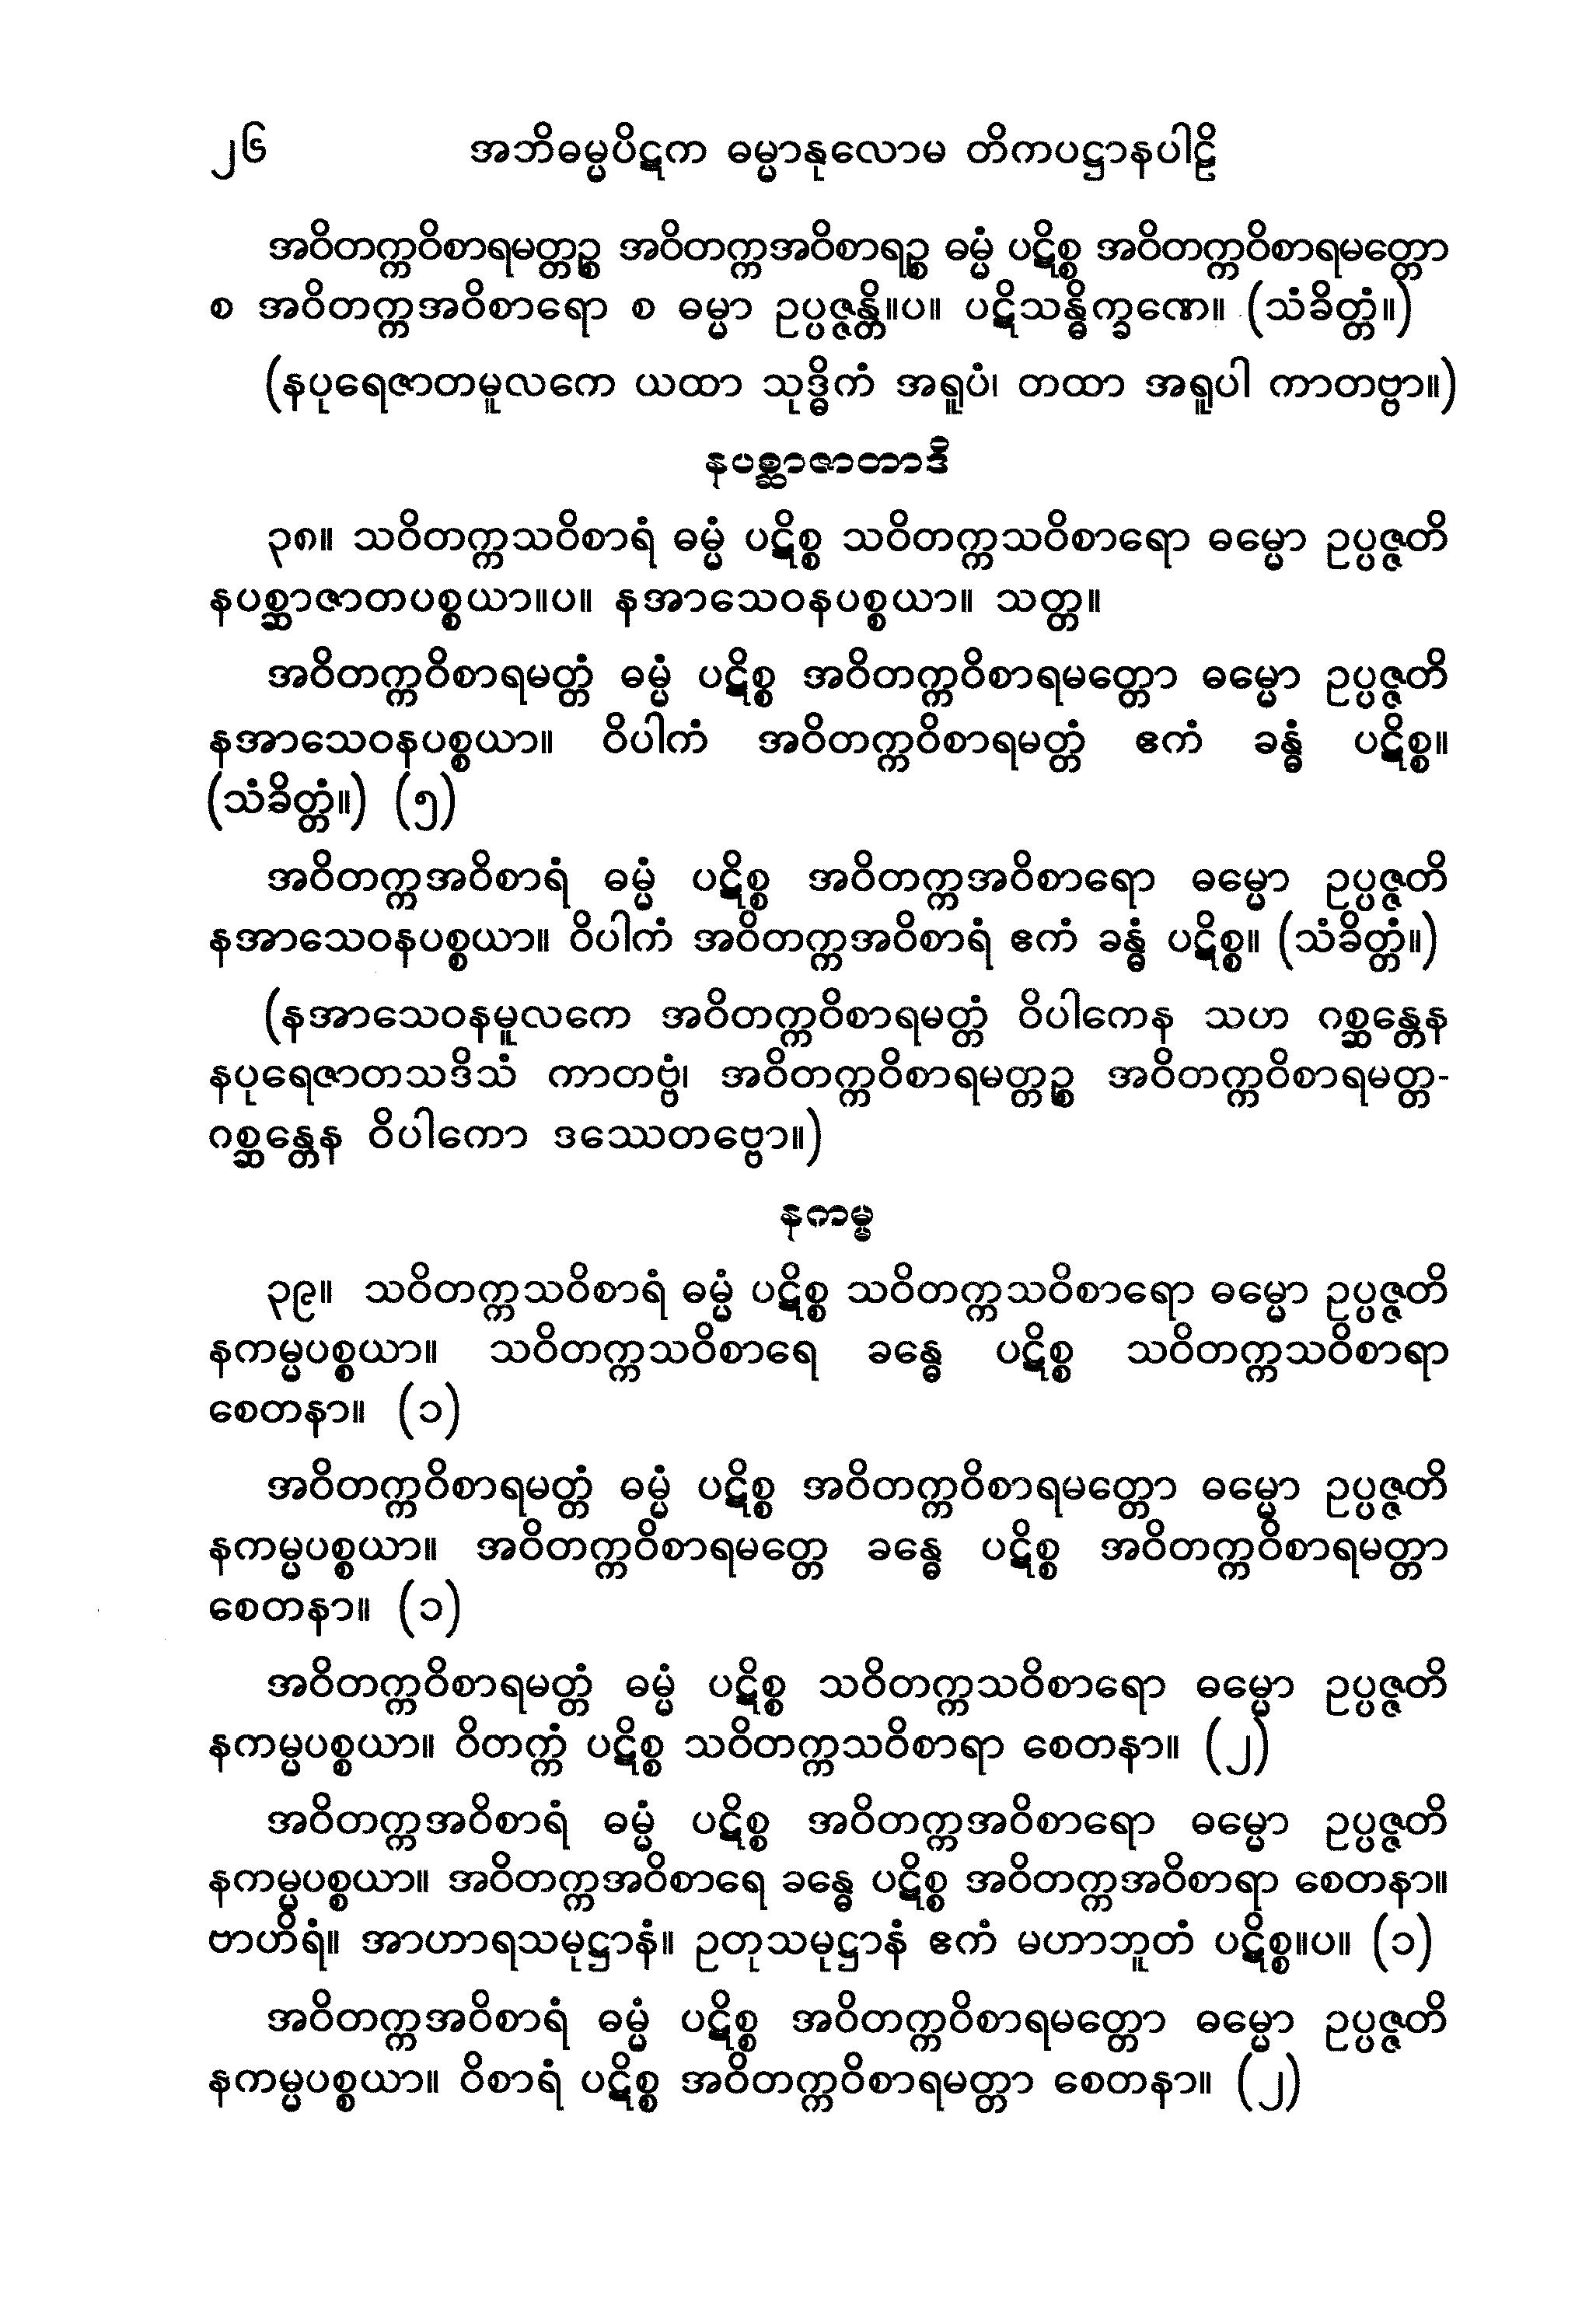 ၂၆ အဘိဓမ္မပိဋက ဓမ္မာနုလောမ တိကပဋ္ဌာနပါဠိ
အဝိတက္ကဝိစာရမတ္တဉ္စ အဝိတက္ကအဝိစာရဉ္စ ဓမ္မံ ပဋိစ္စ အဝိတက္ကဝိစာရမတ္တော
စ အဝိတက္ကအဝိစာရော စ ဓမ္မာ ဥပ္ပဇ္ဇန္တိ။ပ။ ပဋိသန္ဓိက္ခဏေ။ (သံခိတ္တံ။)
(နပုရေဇာတမူလကေ ယထာ သုဒ္ဓိကံ အရူပံ၊ တထာ အရူပါ ကာတဗ္ဗာ။)
နပစ္ဆာဇာတာဒိ
၃၈။ သဝိတက္ကသဝိစာရံ ဓမ္မံ ပဋိစ္စ သဝိတက္ကသဝိစာရော ဓမ္မော ဥပ္ပဇ္ဇတိ
နပစ္ဆာဇာတပစ္စယာ။ပ။ နအာသေဝနပစ္စယာ။ သတ္တ။
အဝိတက္ကဝိစာရမတ္တံ ဓမ္မံ ပဋိစ္စ အဝိတက္ကဝိစာရမတ္တော ဓမ္မော ဥပ္ပဇ္ဇတိ
နအာသေဝနပစ္စယာ။ ဝိပါကံ အဝိတက္ကဝိစာရမတ္တံ ဧကံ ခန္ဓံ ပဋိစ္စ။
(သံခိတ္တံ။) (၅)
အဝိတက္ကအဝိစာရံ ဓမ္မံ ပဋိစ္စ အဝိတက္ကအဝိစာရော ဓမ္မော ဥပ္ပဇ္ဇတိ
နအာသေဝနပစ္စယာ။ ဝိပါကံ အဝိတက္ကအဝိစာရံ ဧကံ ခန္ဓံ ပဋိစ္စ။ (သံခိတ္တံ။)
(နအာသေဝနမူလကေ အဝိတက္ကဝိစာရမတ္တံ ဝိပါကေန သဟ ဂစ္ဆန္တေန
နပုရေဇာတသဒိသံ ကာတဗ္ဗံ၊ အဝိတက္ကဝိစာရမတ္တဉ္စ အဝိတက္ကဝိစာရမတ္တ-
ဂစ္ဆန္တေန ဝိပါကော ဒဿေတဗ္ဗော။)
နကမ္မ
၃၉။ သဝိတက္ကသဝိစာရံ ဓမ္မံ ပဋိစ္စ သဝိတက္ကသဝိစာရော ဓမ္မော ဥပ္ပဇ္ဇတိ
နကမ္မပစ္စယာ။ သဝိတက္ကသဝိစာရေ ခန္ဓေ ပဋိစ္စ သဝိတက္ကသဝိစာရာ
စေတနာ။ (၁)
အဝိတက္ကဝိစာရမတ္တံ ဓမ္မံ ပဋိစ္စ အဝိတက္ကဝိစာရမတ္တော ဓမ္မော ဥပ္ပဇ္ဇတိ
နကမ္မပစ္စယာ။ အဝိတက္ကဝိစာရမတ္တေ ခန္ဓေ ပဋိစ္စ အဝိတက္ကဝိစာရမတ္တာ
စေတနာ။ (၁)
အဝိတက္ကဝိစာရမတ္တံ ဓမ္မံ ပဋိစ္စ သဝိတက္ကသဝိစာရော ဓမ္မော ဥပ္ပဇ္ဇတိ
နကမ္မပစ္စယာ။ ဝိတက္ကံ ပဋိစ္စ သဝိတက္ကသဝိစာရာ စေတနာ။ (၂)
အဝိတက္ကအဝိစာရံ ဓမ္မံ ပဋိစ္စ အဝိတက္ကအဝိစာရော ဓမ္မော ဥပ္ပဇ္ဇတိ
နကမ္မပစ္စယာ။ အဝိတက္ကအဝိစာရေ ခန္ဓေ ပဋိစ္စ အဝိတက္ကအဝိစာရာ စေတနာ။
ဗာဟိရံ။ အာဟာရသမုဋ္ဌာနံ။ ဥတုသမုဋ္ဌာနံ ဧကံ မဟာဘူတံ ပဋိစ္စ။ပ။ (၁)
အဝိတက္ကအဝိစာရံ ဓမ္မံ ပဋိစ္စ အဝိတက္ကဝိစာရမတ္တော ဓမ္မော ဥပ္ပဇ္ဇတိ
နကမ္မပစ္စယာ။ ဝိစာရံ ပဋိစ္စ အဝိတက္ကဝိစာရမတ္တာ စေတနာ။ (၂)